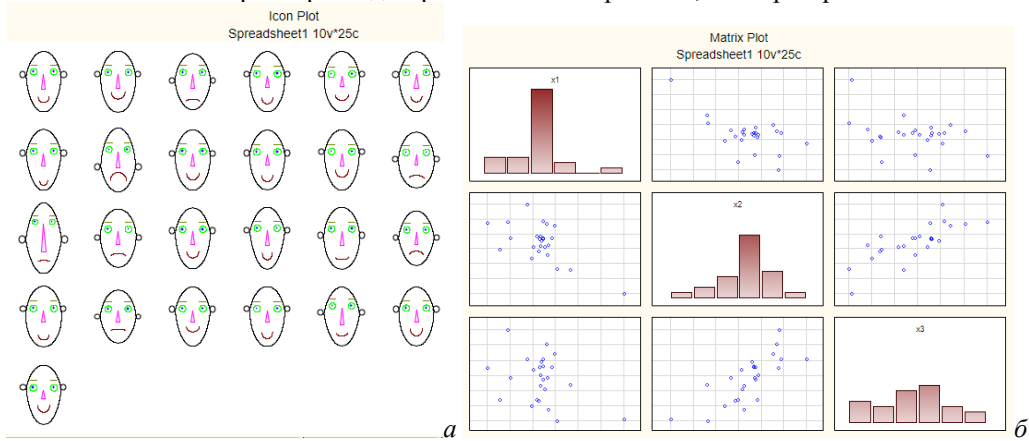 Icon Plot
Spreadsheet1 10v*25c
Matrix Plot
Spreadsheet1 10v*25c
x1
x2
x3
а
б